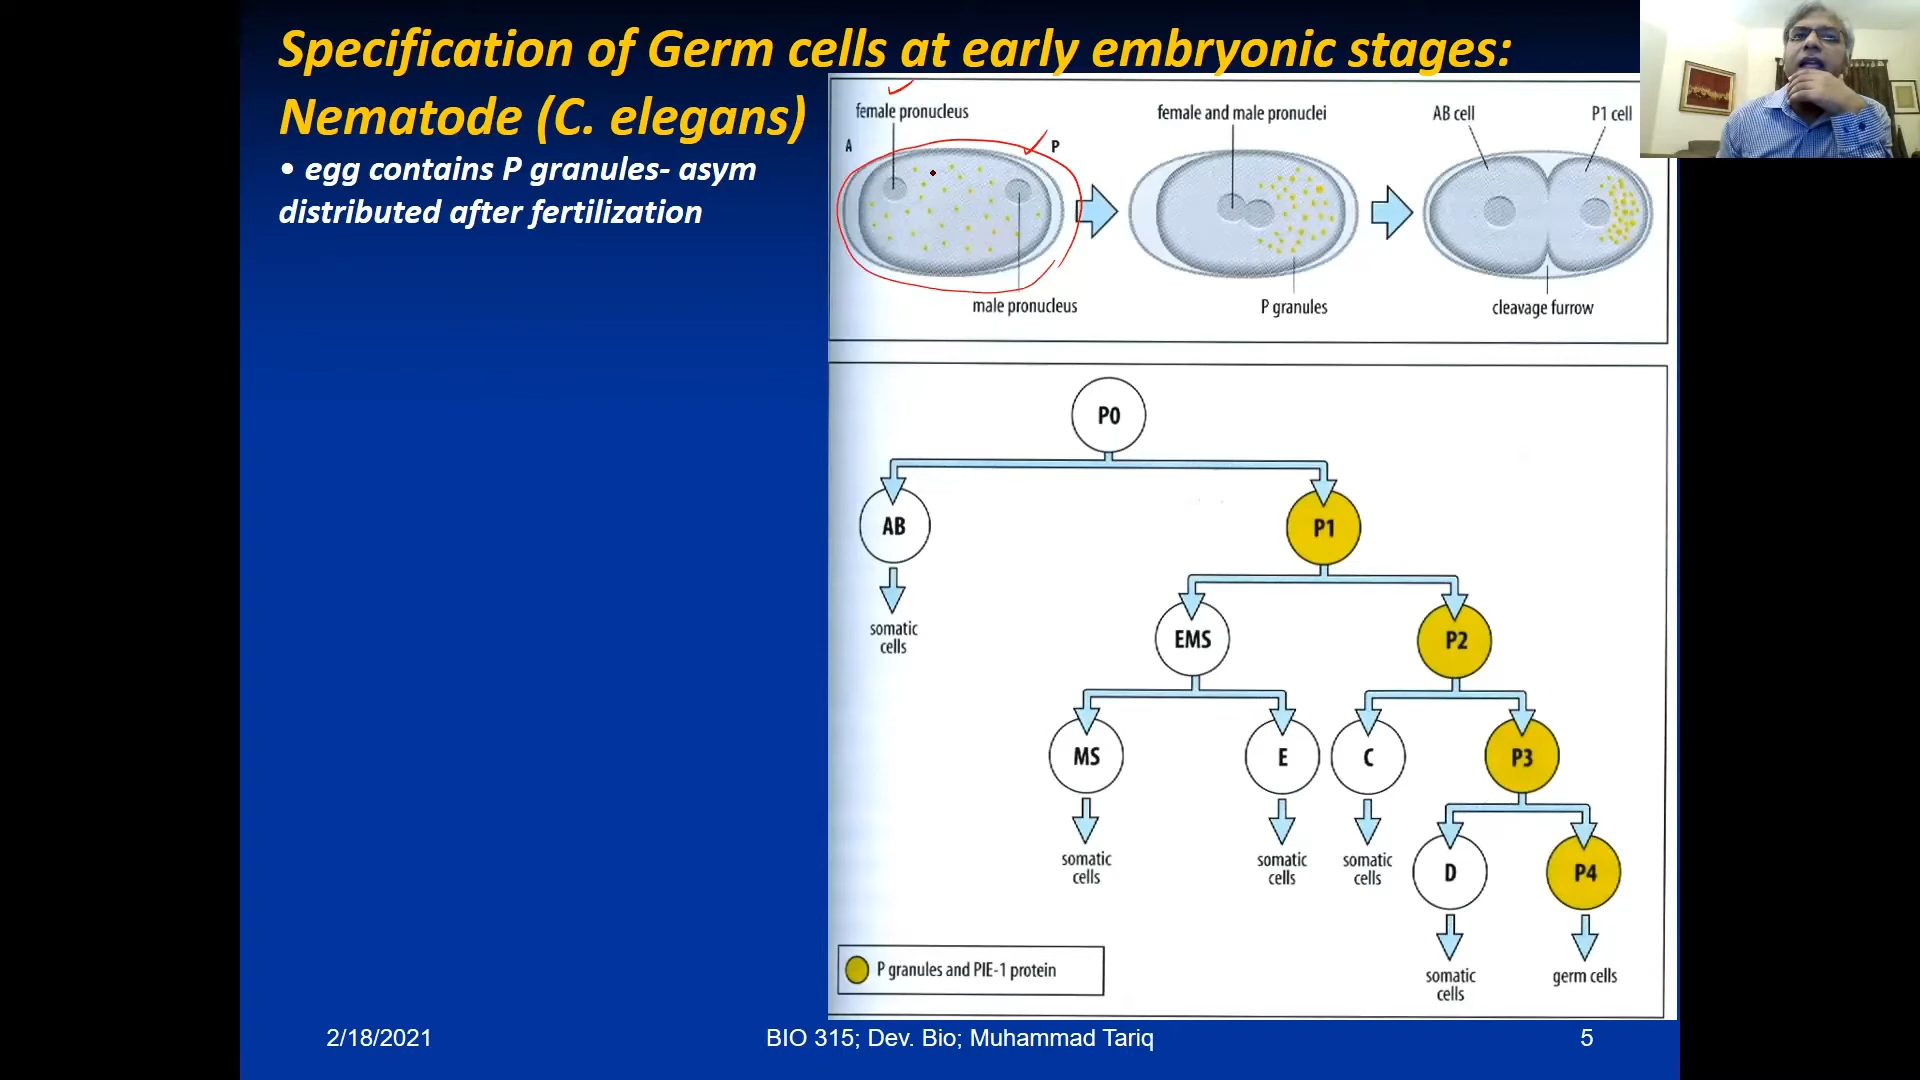 Specification of Germ cells at early embryonic stages:
Nematode (C. elegans)
• egg contains P granules- asym
distributed after fertilization
female pronucleus
A
P
male pronucleus
female and male pronuclei
P granules
AB cell
P1 cell
cleavage furrow
P0
AB
P1
somatic
cells
EMS
P2
MS
E
C
P3
somatic
cells
somatic
cells
somatic
cells
D
P4
somatic
cells
germ cells
P granules and PIE-1 protein
2/18/2021
BIO 315; Dev. Bio; Muhammad Tariq
5